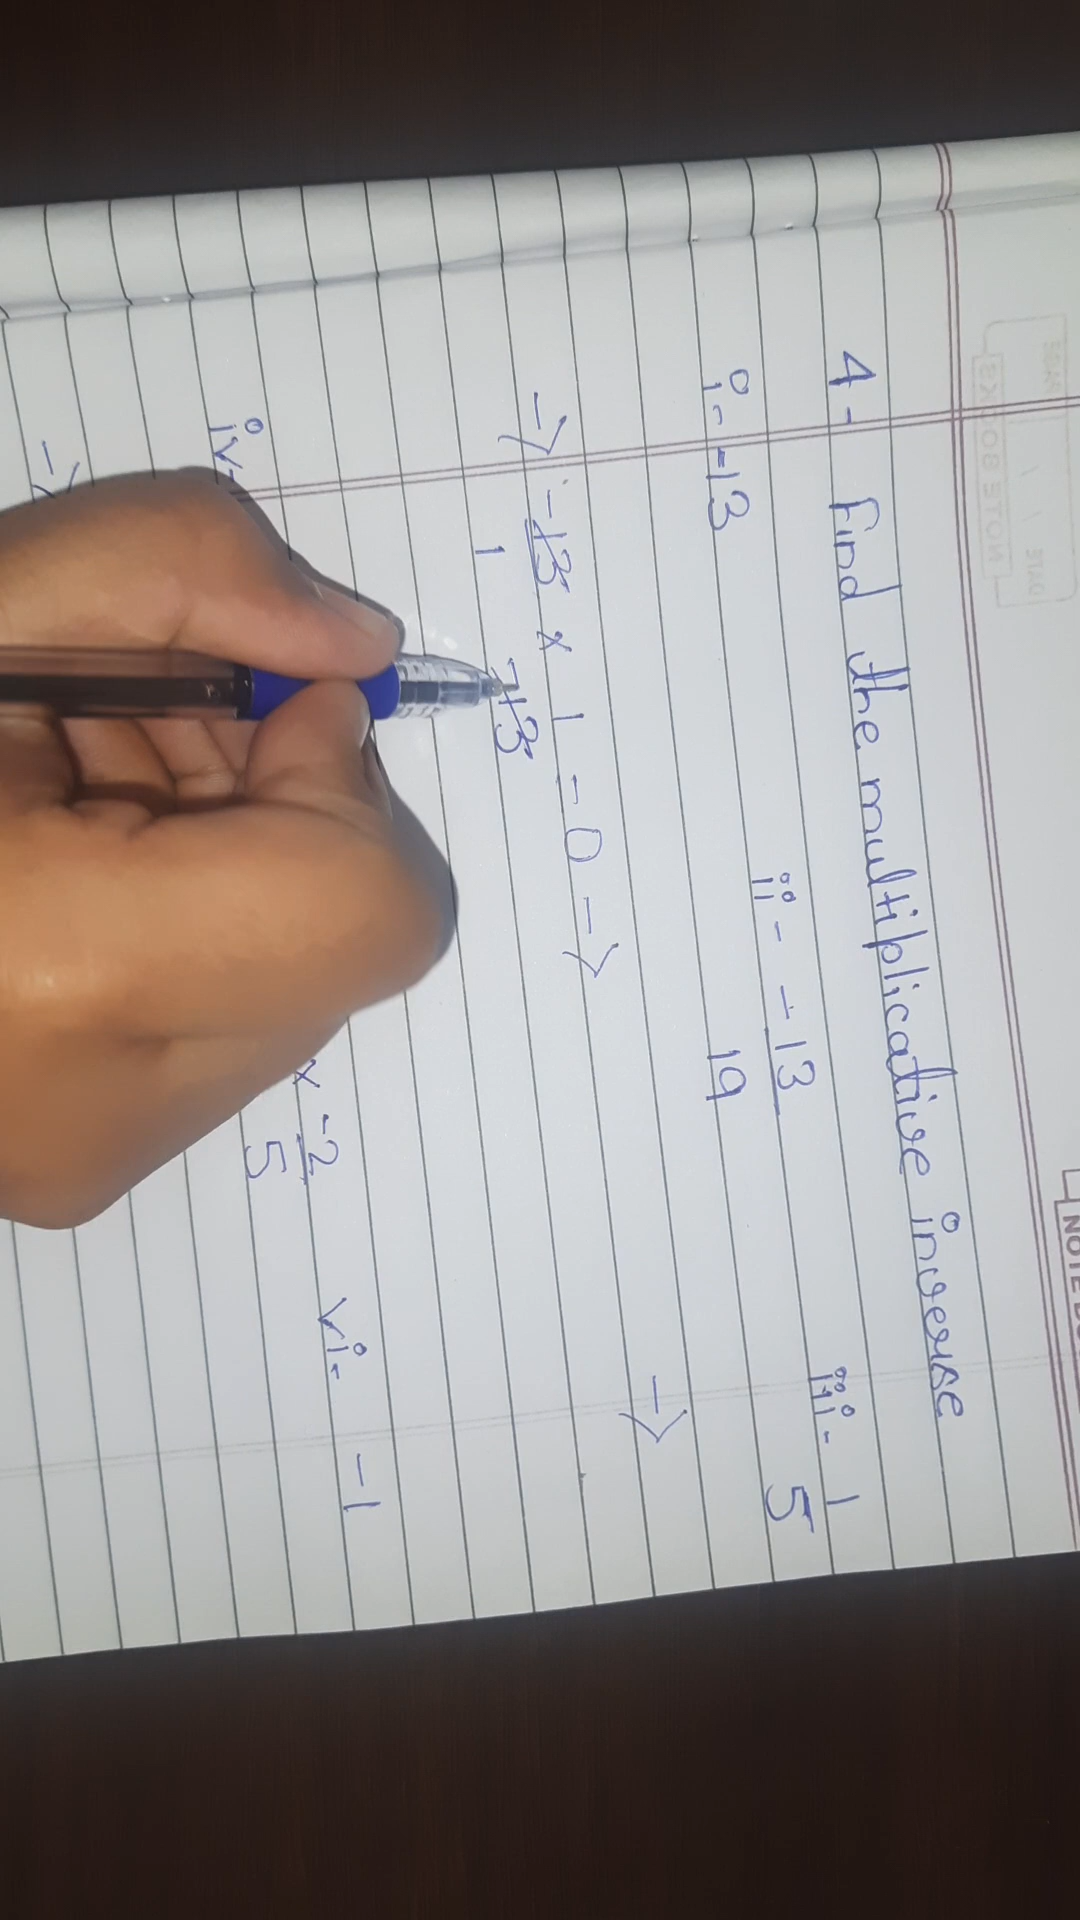 4- Find the multiplicative inverse
i- -13 ii- -13/19 iii- 1/5
→ -13/1 × 1/-13 = 0 → →
iv- × -2/5 vi- -1
→
NOTE